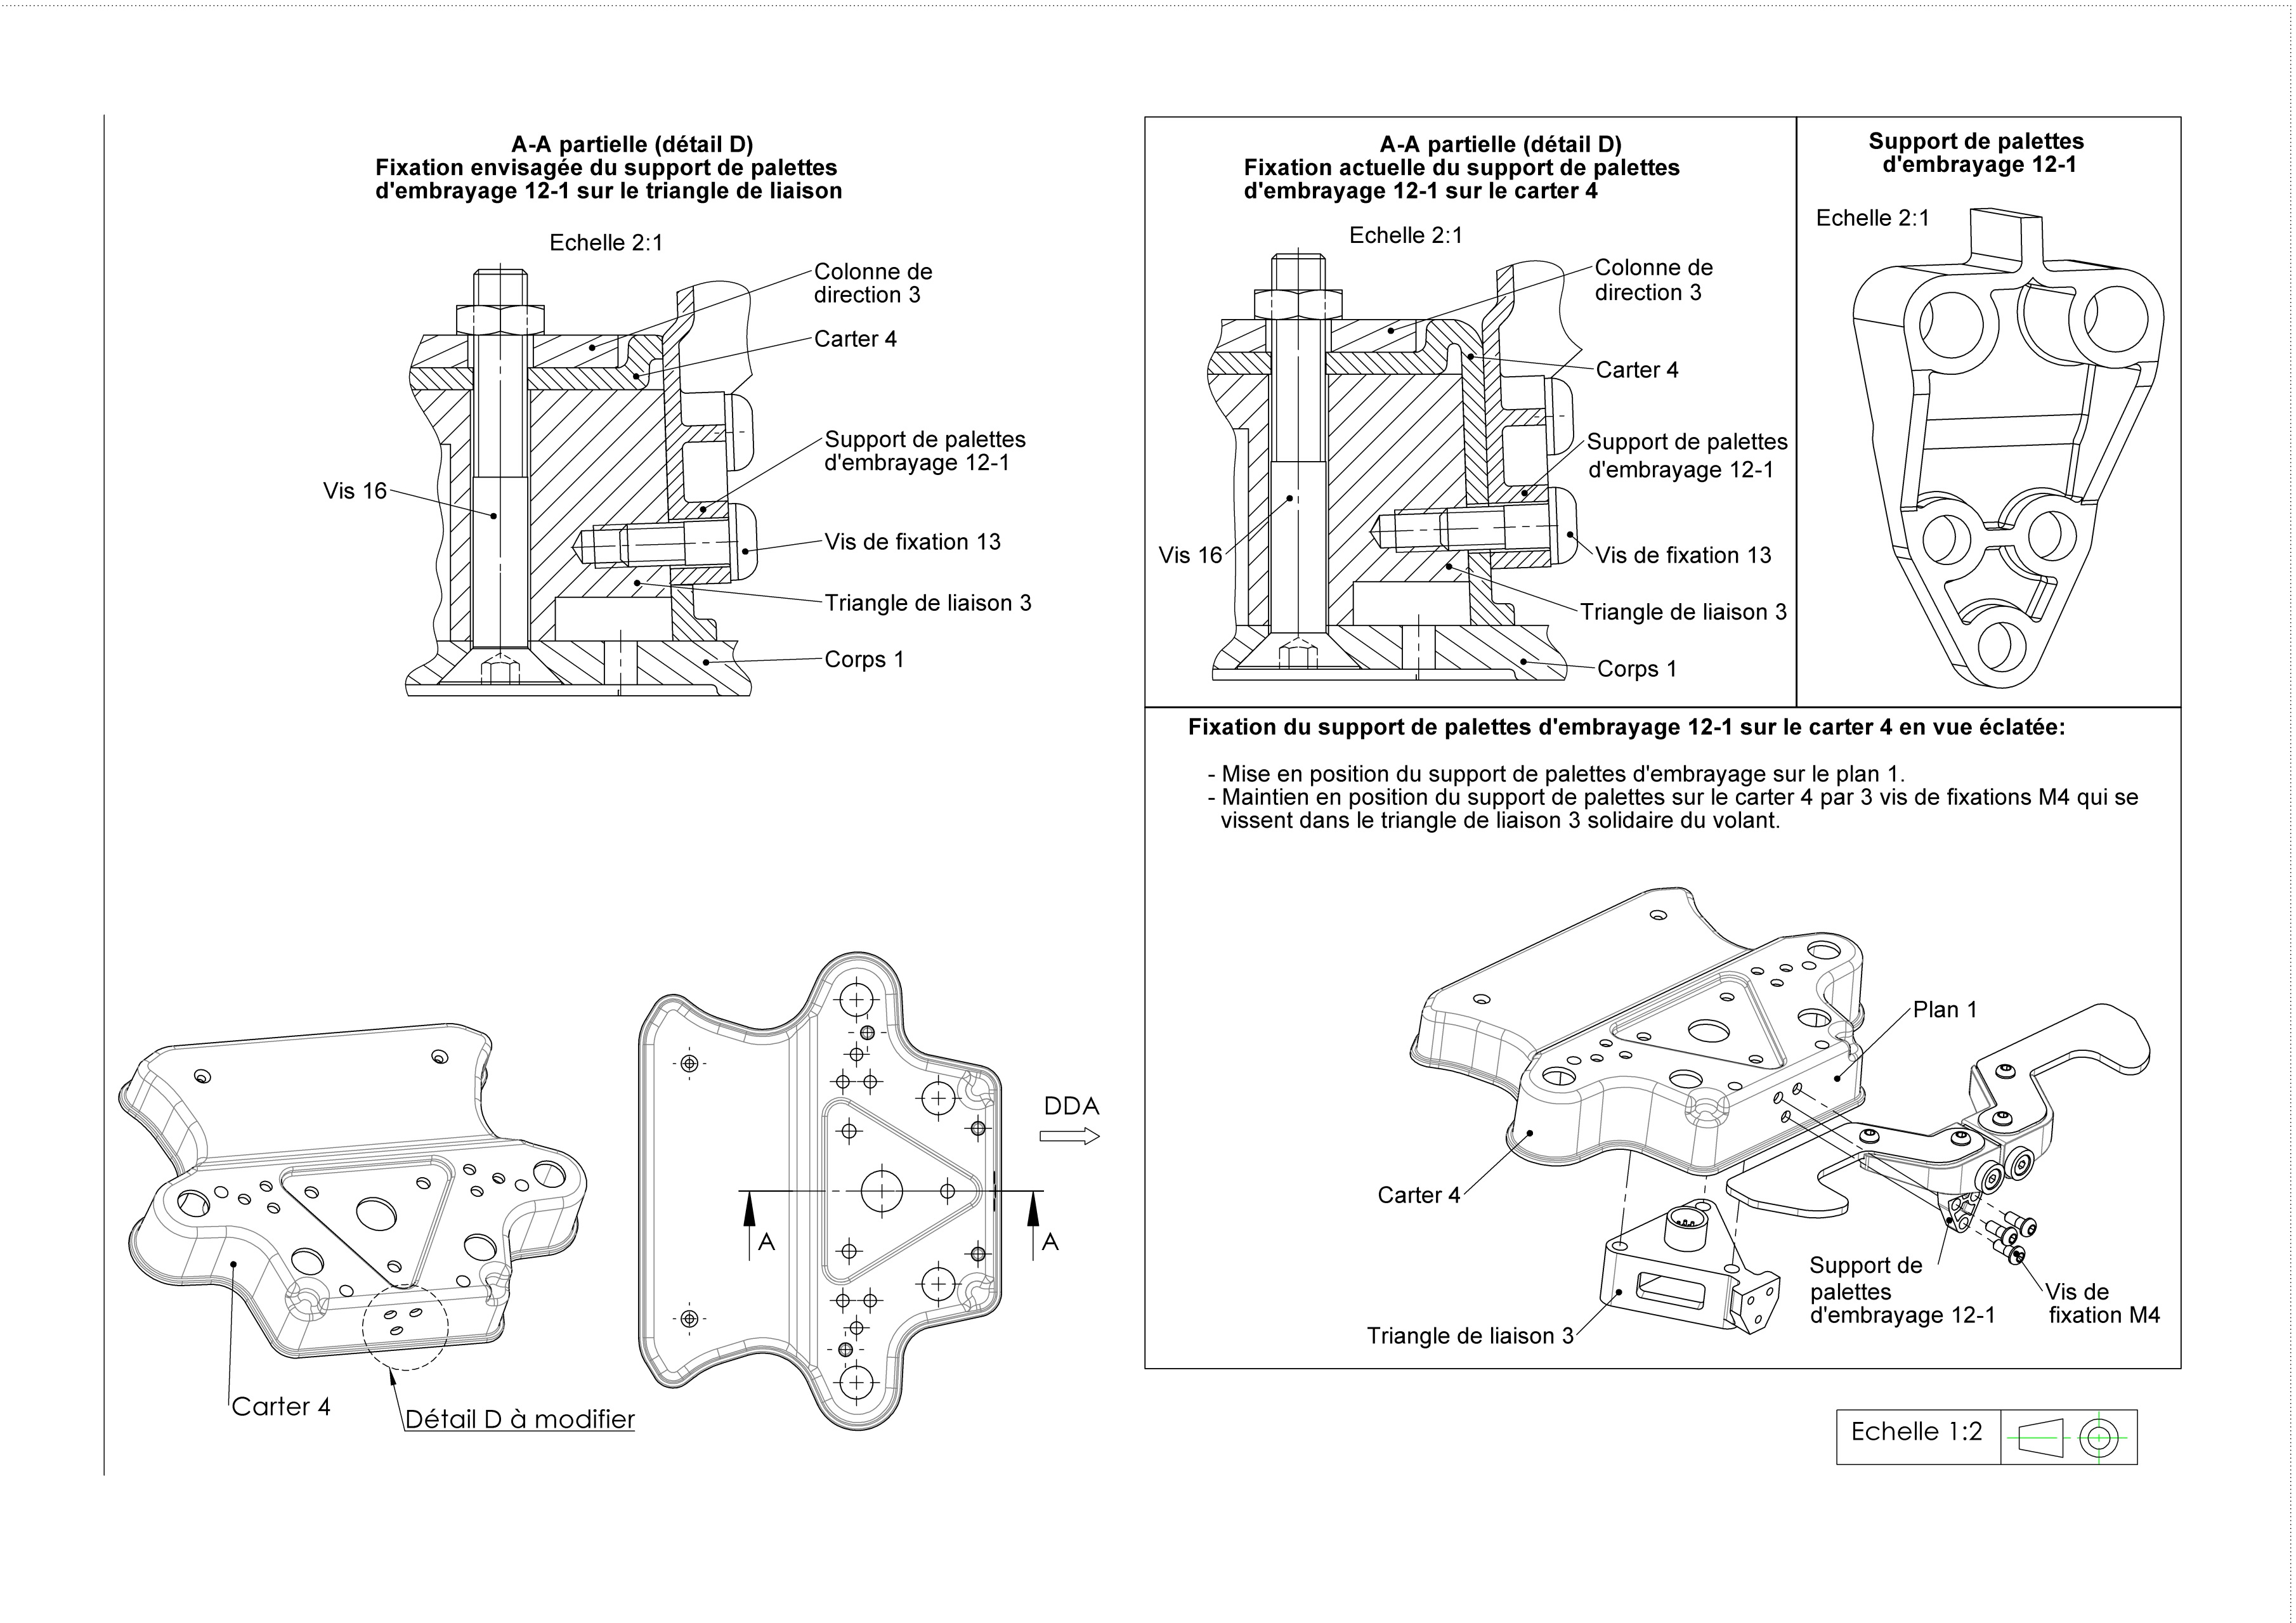 A-A partielle (détail D)
Fixation envisagée du support de palettes
d'embrayage 12-1 sur le triangle de liaison
Echelle 2:1
Colonne de
direction 3
Carter 4
Support de palettes
d'embrayage 12-1
Vis 16
Vis de fixation 13
Triangle de liaison 3
Corps 1
A-A partielle (détail D)
Fixation actuelle du support de palettes
d'embrayage 12-1 sur le carter 4
Echelle 2:1
Colonne de
direction 3
Carter 4
Support de palettes
d'embrayage 12-1
Vis 16
Vis de fixation 13
Triangle de liaison 3
Corps 1
Support de palettes
d'embrayage 12-1
Echelle 2:1
Fixation du support de palettes d'embrayage 12-1 sur le carter 4 en vue éclatée:
- Mise en position du support de palettes d'embrayage sur le plan 1.
- Maintien en position du support de palettes sur le carter 4 par 3 vis de fixations M4 qui se
vissent dans le triangle de liaison 3 solidaire du volant.
Plan 1
Carter 4
Support de
palettes
d'embrayage 12-1
Vis de
fixation M4
Triangle de liaison 3
DDA
A
A
Carter 4
Détail D à modifier
Echelle 1:2